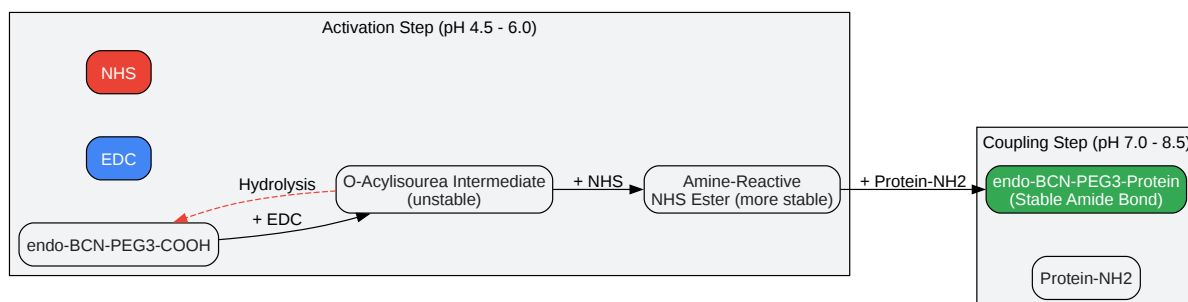 Activation Step (pH 4.5 - 6.0)
NHS
EDC
Hydrolysis
+ EDC
endo-BCN-PEG3-COOH
O-Acylisourea Intermediate
(unstable)
+ NHS
Amine-Reactive
NHS Ester (more stable)
+ Protein-NH2
Coupling Step (pH 7.0 - 8.5)
endo-BCN-PEG3-Protein
(Stable Amide Bond)
Protein-NH2